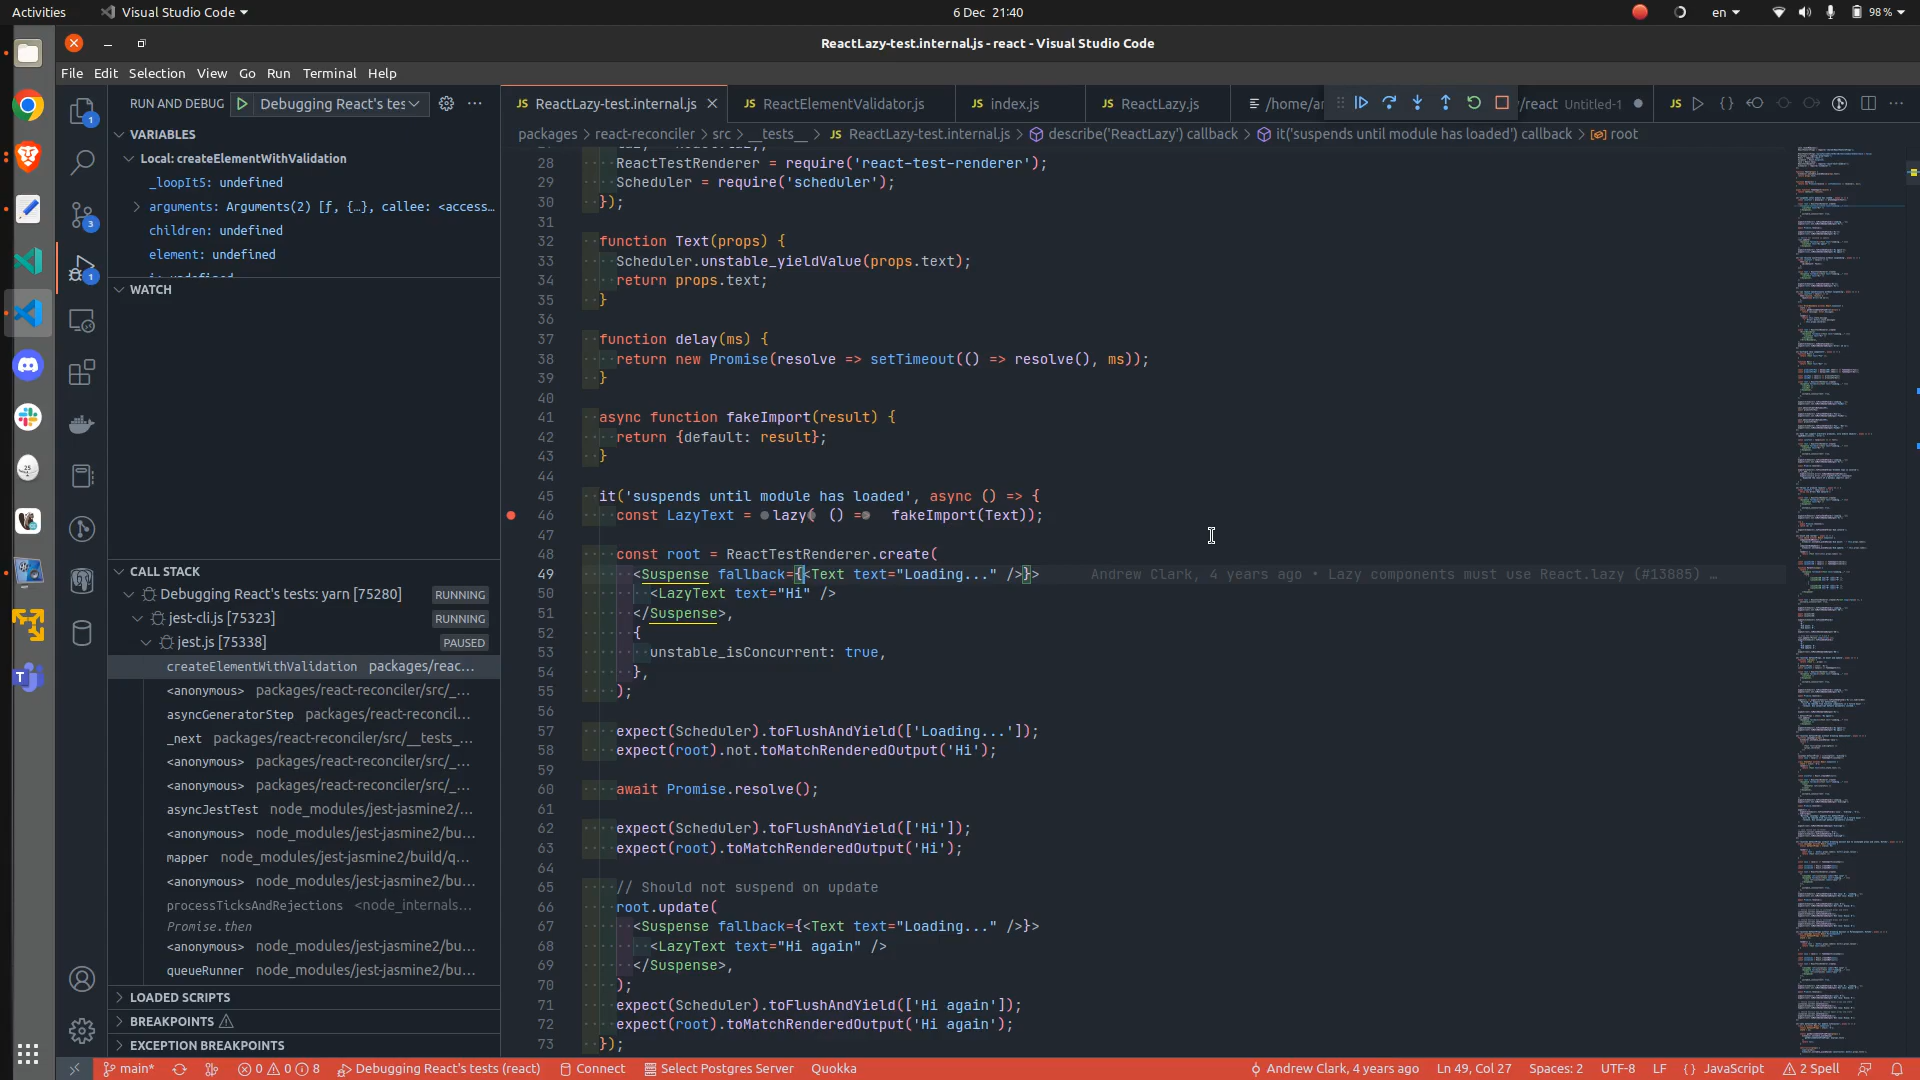 Activities
Visual Studio Code
6 Dec 21:40
en
98 %
ReactLazy-test.internal.js - react - Visual Studio Code
File Edit Selection View Go Run Terminal Help
RUN AND DEBUG
Debugging React's tes
JS ReactLazy-test.internal.js
JS ReactElementValidator.js
JS index.js
JS ReactLazy.js
/home/ar
/react Untitled-1
JS
packages > react-reconciler > src > __tests__ > JS ReactLazy-test.internal.js > describe('ReactLazy') callback > it('suspends until module has loaded') callback > root
VARIABLES
Local: createElementWithValidation
_loopIt5: undefined
arguments: Arguments(2) [ƒ, {…}, callee: <access…
children: undefined
element: undefined
WATCH
CALL STACK
Debugging React's tests: yarn [75280] RUNNING
jest-cli.js [75323] RUNNING
jest.js [75338] PAUSED
createElementWithValidation packages/reac...
<anonymous> packages/react-reconciler/src/_...
asyncGeneratorStep packages/react-reconcil...
_next packages/react-reconciler/src/__tests_...
<anonymous> packages/react-reconciler/src/_...
<anonymous> packages/react-reconciler/src/_...
asyncJestTest node_modules/jest-jasmine2/...
<anonymous> node_modules/jest-jasmine2/bu...
mapper node_modules/jest-jasmine2/build/q...
<anonymous> node_modules/jest-jasmine2/bu...
processTicksAndRejections <node_internals...
Promise.then
<anonymous> node_modules/jest-jasmine2/bu...
queueRunner node_modules/jest-jasmine2/bu...
LOADED SCRIPTS
BREAKPOINTS
EXCEPTION BREAKPOINTS
28 ReactTestRenderer = require('react-test-renderer');
29 Scheduler = require('scheduler');
30 });
31
32 function Text(props) {
33 Scheduler.unstable_yieldValue(props.text);
34 return props.text;
35 }
36
37 function delay(ms) {
38 return new Promise(resolve => setTimeout(() => resolve(), ms));
39 }
40
41 async function fakeImport(result) {
42 return {default: result};
43 }
44
45 it('suspends until module has loaded', async () => {
46 const LazyText = lazy( () => fakeImport(Text));
47
48 const root = ReactTestRenderer.create(
49 <Suspense fallback={<Text text="Loading..." />}> Andrew Clark, 4 years ago • Lazy components must use React.lazy (#13885) …
50 <LazyText text="Hi" />
51 </Suspense>,
52 {
53 unstable_isConcurrent: true,
54 },
55 );
56
57 expect(Scheduler).toFlushAndYield(['Loading...']);
58 expect(root).not.toMatchRenderedOutput('Hi');
59
60 await Promise.resolve();
61
62 expect(Scheduler).toFlushAndYield(['Hi']);
63 expect(root).toMatchRenderedOutput('Hi');
64
65 // Should not suspend on update
66 root.update(
67 <Suspense fallback={<Text text="Loading..." />}>
68 <LazyText text="Hi again" />
69 </Suspense>,
70 );
71 expect(Scheduler).toFlushAndYield(['Hi again']);
72 expect(root).toMatchRenderedOutput('Hi again');
73 });
main* 0 0 8 Debugging React's tests (react) Connect Select Postgres Server Quokka Andrew Clark, 4 years ago Ln 49, Col 27 Spaces: 2 UTF-8 LF { } JavaScript 2 Spell